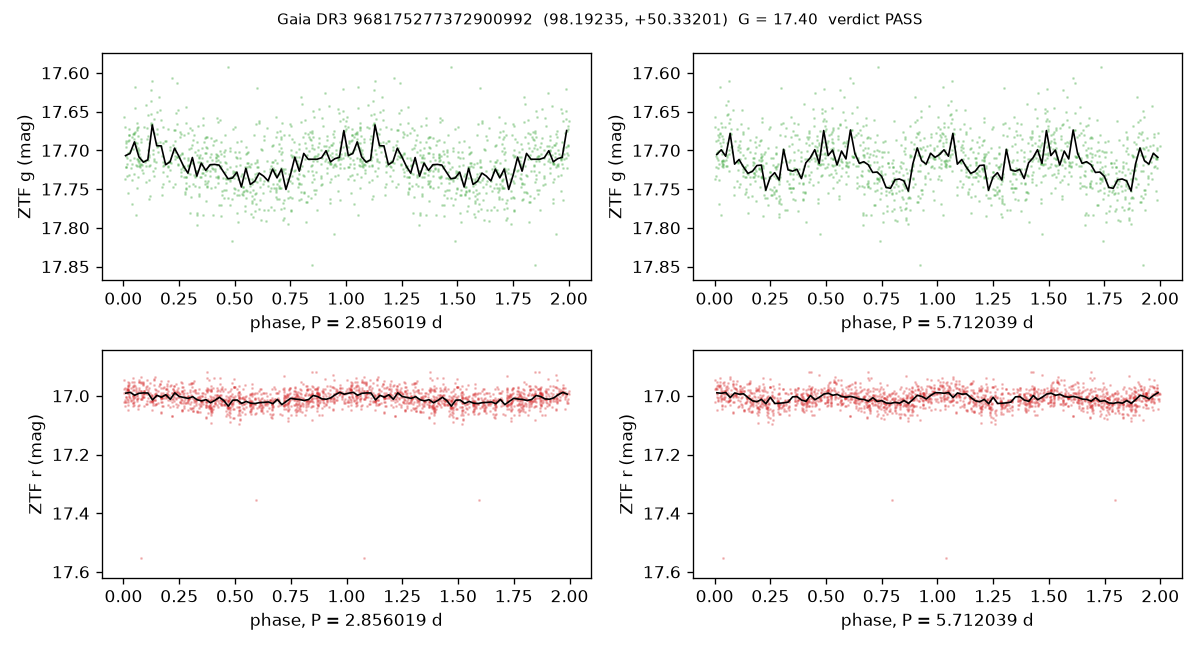 Gaia DR3 968175277372900992 (98.19235, +50.33201) G = 17.40 verdict PASS
ZTF g (mag)
17.60
17.65
17.70
17.75
17.80
17.85
0.00 0.25 0.50 0.75 1.00 1.25 1.50 1.75 2.00
phase, P = 2.856019 d
ZTF g (mag)
17.60
17.65
17.70
17.75
17.80
17.85
0.00 0.25 0.50 0.75 1.00 1.25 1.50 1.75 2.00
phase, P = 5.712039 d
ZTF r (mag)
17.0
17.2
17.4
17.6
0.00 0.25 0.50 0.75 1.00 1.25 1.50 1.75 2.00
phase, P = 2.856019 d
ZTF r (mag)
17.0
17.2
17.4
17.6
0.00 0.25 0.50 0.75 1.00 1.25 1.50 1.75 2.00
phase, P = 5.712039 d